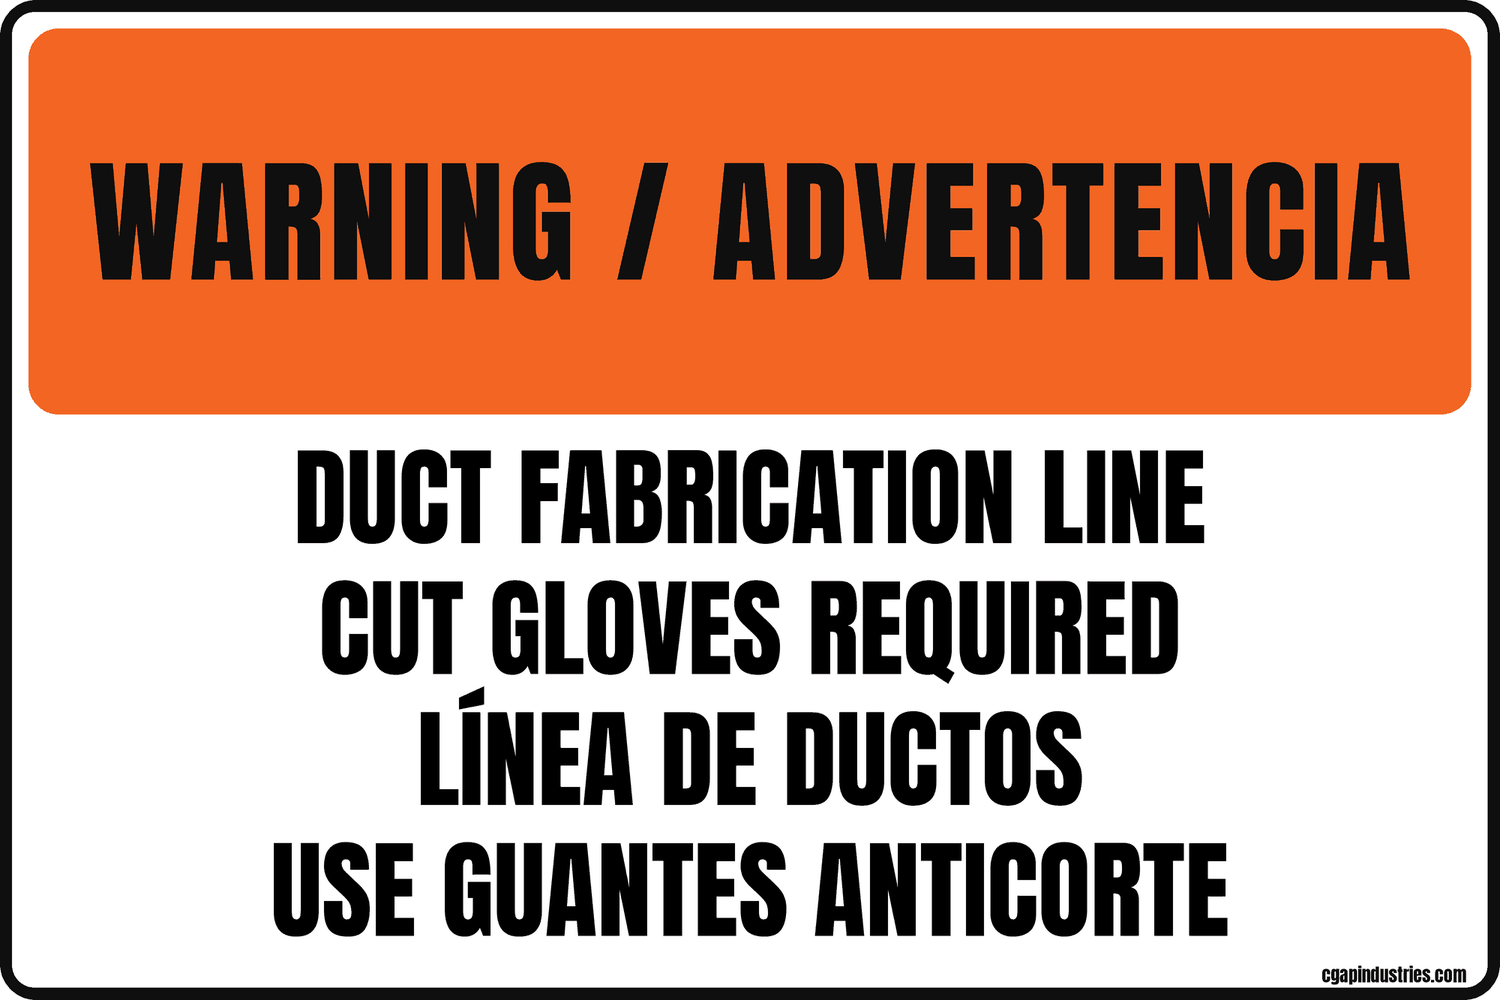 WARNING / ADVERTENCIA
DUCT FABRICATION LINE
CUT GLOVES REQUIRED
LÍNEA DE DUCTOS
USE GUANTES ANTICORTE
cgapindustries.com